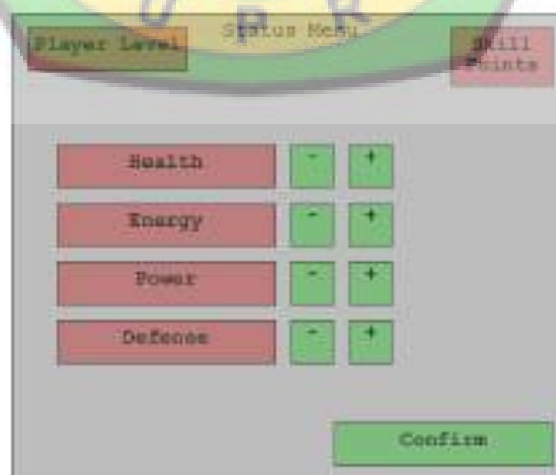 U P R
Status Menu
Player Level
Skill
Points
Health - +
Energy - +
Power - +
Defense - +
Confirm